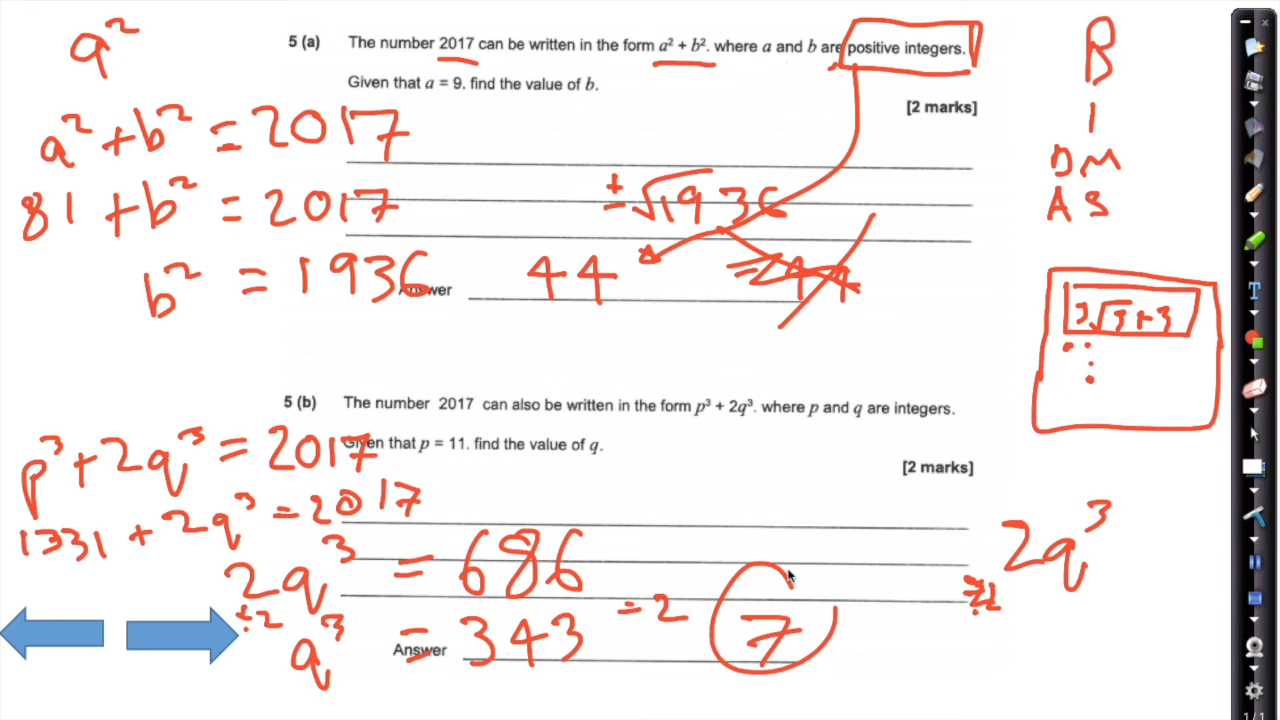 a²
5 (a) The number 2017 can be written in the form a² + b². where a and b are positive integers.
Given that a = 9. find the value of b.
[2 marks]
a² + b² = 2017
81 + b² = 2017
± √1936
b² = 1936
Answer
44
B
I
DM
AS
3√3+3
5 (b) The number 2017 can also be written in the form p³ + 2q³. where p and q are integers.
Given that p = 11. find the value of q.
[2 marks]
p³ + 2q³ = 2017
1331 + 2q³ = 2017
2q³ = 686
÷2
q³ = 343
= 2
Answer
7
2q³
1/1